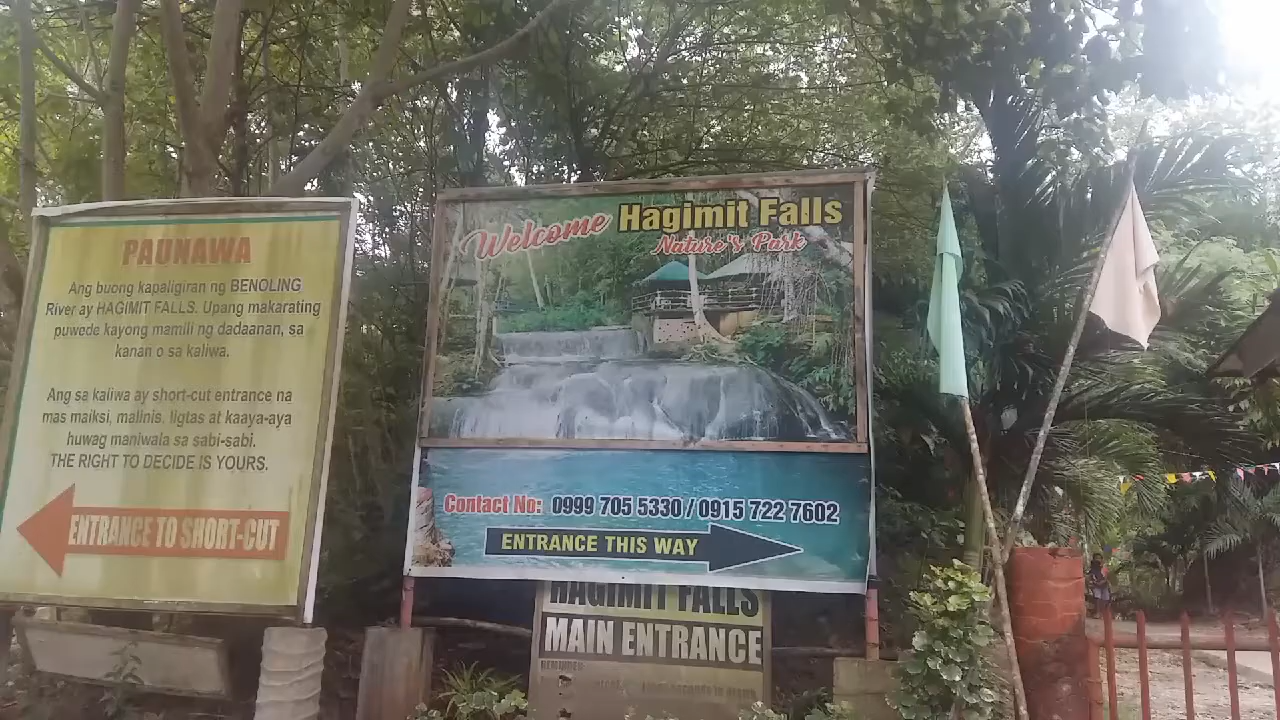 PAUNAWA
Ang buong kapaligiran ng BENOLING
River ay HAGIMIT FALLS. Upang makarating
puwede kayong mamili ng dadaanan, sa
kanan o sa kaliwa.
Ang sa kaliwa ay short-cut entrance na
mas maiksi, malinis, ligtas at kaaya-aya
huwag maniwala sa sabi-sabi.
THE RIGHT TO DECIDE IS YOURS.
ENTRANCE TO SHORT-CUT
Welcome Hagimit Falls
Nature's Park
Contact No: 0999 705 5330 / 0915 722 7602
ENTRANCE THIS WAY
HAGIMIT FALLS
MAIN ENTRANCE
REMINDER